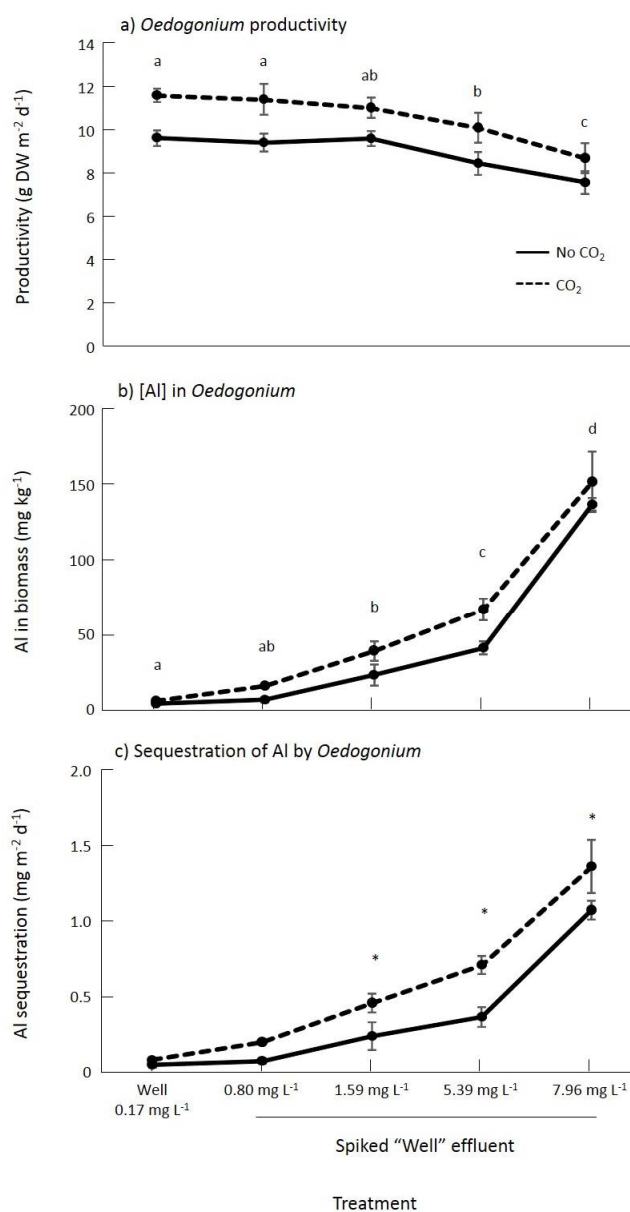 a) Oedogonium productivity
14
12
10
8
6
4
2
0
Productivity (g DW m⁻² d⁻¹)
a
a
ab
b
c
No CO₂
CO₂
b) [Al] in Oedogonium
200
150
100
50
0
Al in biomass (mg kg⁻¹)
a
ab
b
c
d
c) Sequestration of Al by Oedogonium
2.0
1.5
1.0
0.5
0
Al sequestration (mg m⁻² d⁻¹)
*
*
*
Well
0.17 mg L⁻¹
0.80 mg L⁻¹
1.59 mg L⁻¹
5.39 mg L⁻¹
7.96 mg L⁻¹
Spiked “Well” effluent
Treatment